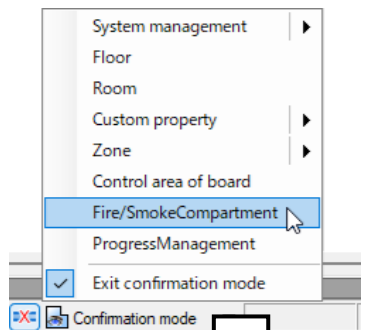 System management
Floor
Room
Custom property
Zone
Control area of board
Fire/SmokeCompartment
ProgressManagement
Exit confirmation mode
Confirmation mode